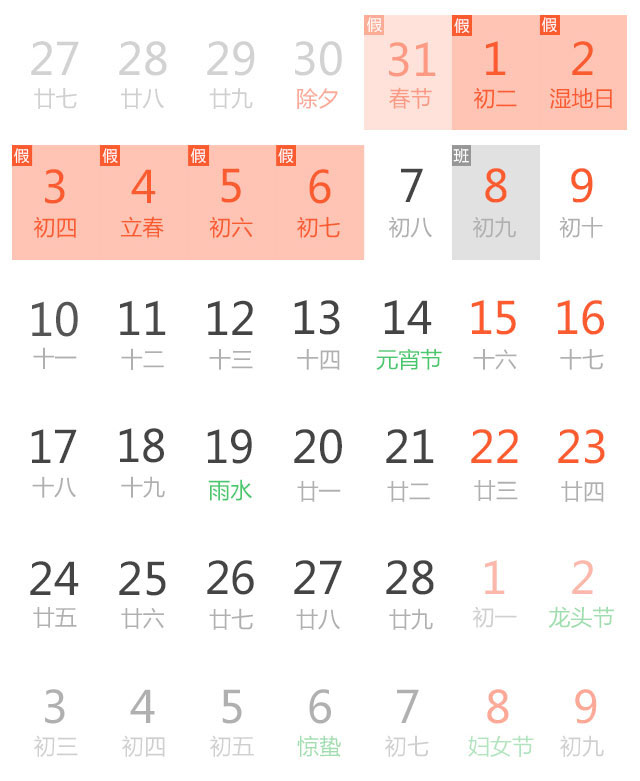 假 假 假
27 28 29 30 31 1 2
廿七 廿八 廿九 除夕 春节 初二 湿地日
假 假 假 假 班
3 4 5 6 7 8 9
初四 立春 初六 初七 初八 初九 初十
10 11 12 13 14 15 16
十一 十二 十三 十四 元宵节 十六 十七
17 18 19 20 21 22 23
十八 十九 雨水 廿一 廿二 廿三 廿四
24 25 26 27 28 1 2
廿五 廿六 廿七 廿八 廿九 初一 龙头节
3 4 5 6 7 8 9
初三 初四 初五 惊蛰 初七 妇女节 初九